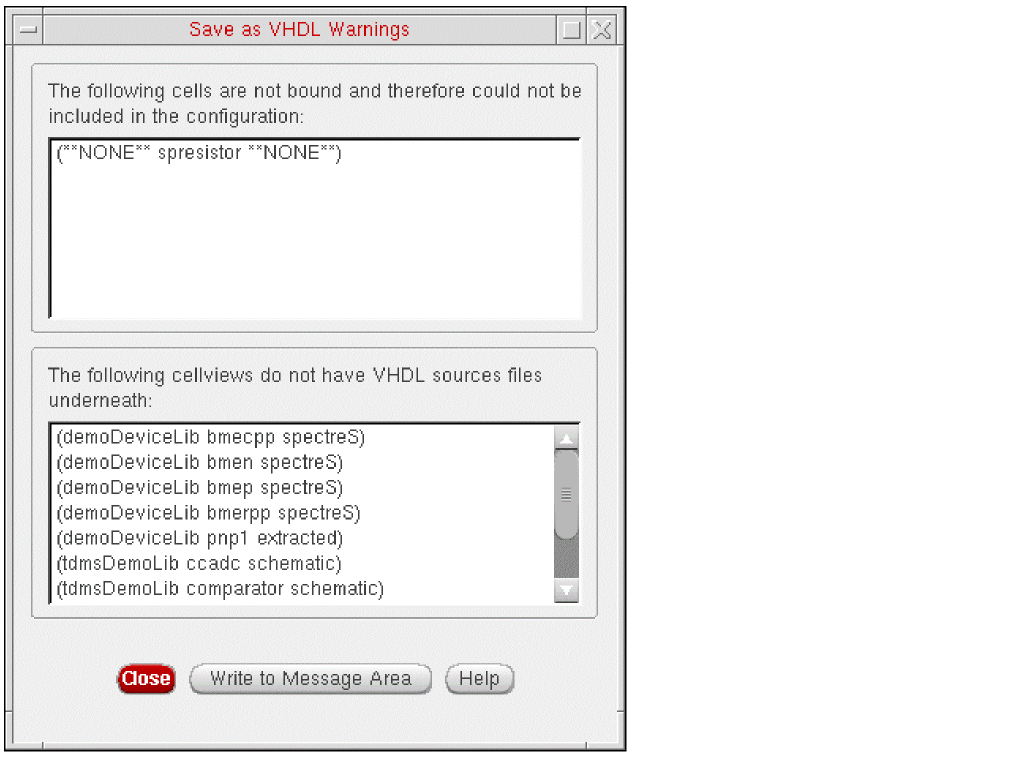 Save as VHDL Warnings
The following cells are not bound and therefore could not be
included in the configuration:
(**NONE** spresistor **NONE**)
The following cellviews do not have VHDL sources files
underneath:
(demoDeviceLib bmecpp spectreS)
(demoDeviceLib bmen spectreS)
(demoDeviceLib bmep spectreS)
(demoDeviceLib bmerpp spectreS)
(demoDeviceLib pnp1 extracted)
(tdmsDemoLib ccadc schematic)
(tdmsDemoLib comparator schematic)
Close Write to Message Area Help